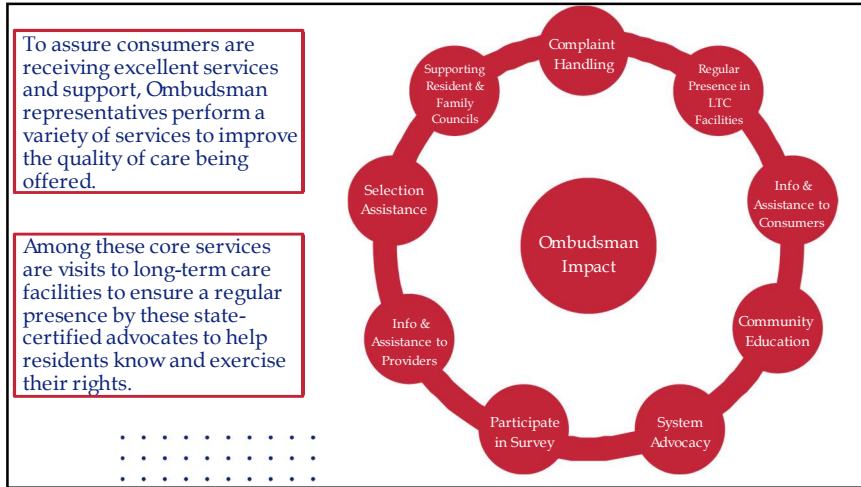 To assure consumers are
receiving excellent services
and support, Ombudsman
representatives perform a
variety of services to improve
the quality of care being
offered.
Among these core services
are visits to long-term care
facilities to ensure a regular
presence by these state-
certified advocates to help
residents know and exercise
their rights.
Complaint
Handling
Regular
Presence in
LTC
Facilities
Info &
Assistance to
Consumers
Community
Education
System
Advocacy
Participate
in Survey
Info &
Assistance to
Providers
Selection
Assistance
Supporting
Resident &
Family
Councils
Ombudsman
Impact